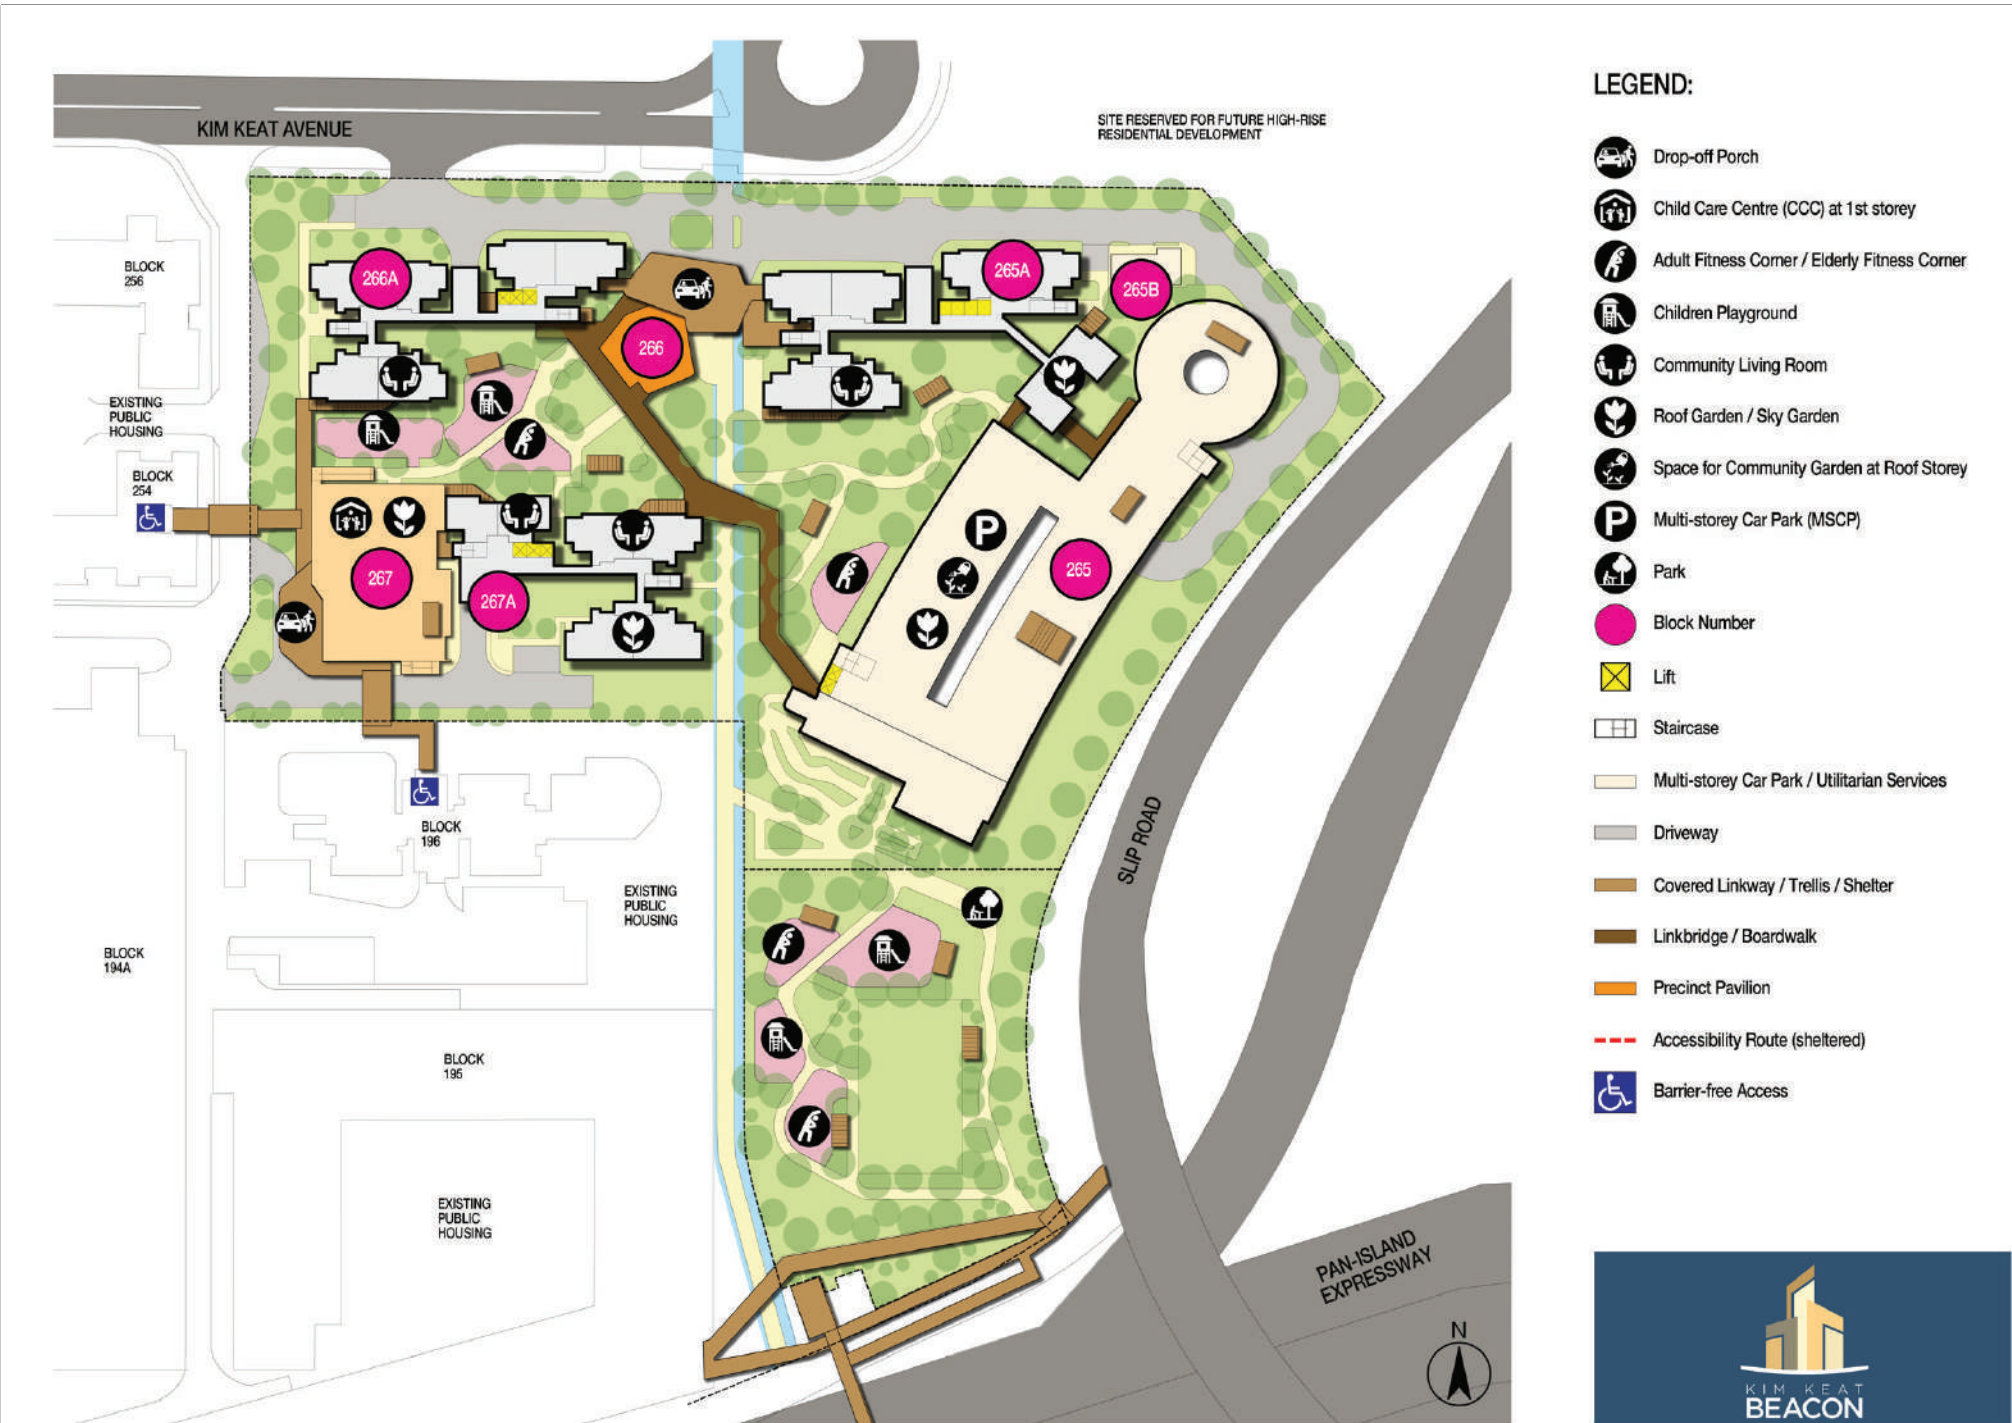 KIM KEAT AVENUE
SITE RESERVED FOR FUTURE HIGH-RISE
RESIDENTIAL DEVELOPMENT
BLOCK
256
266A
265A
265B
266
EXISTING
PUBLIC
HOUSING
BLOCK
254
P
267
267A
265
SLIP ROAD
BLOCK
196
EXISTING
PUBLIC
HOUSING
BLOCK
194A
BLOCK
195
EXISTING
PUBLIC
HOUSING
PAN-ISLAND
EXPRESSWAY
N
LEGEND:
Drop-off Porch
Child Care Centre (CCC) at 1st storey
Adult Fitness Corner / Elderly Fitness Corner
Children Playground
Community Living Room
Roof Garden / Sky Garden
Space for Community Garden at Roof Storey
P Multi-storey Car Park (MSCP)
Park
Block Number
Lift
Staircase
Multi-storey Car Park / Utilitarian Services
Driveway
Covered Linkway / Trellis / Shelter
Linkbridge / Boardwalk
Precinct Pavilion
Accessibility Route (sheltered)
Barrier-free Access
KIM KEAT
BEACON